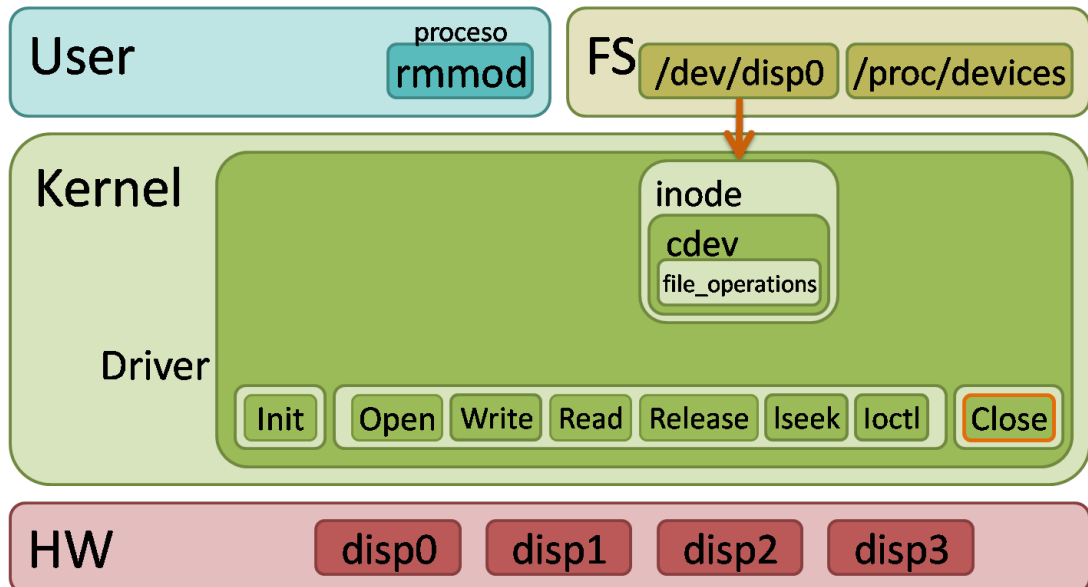 User
proceso
rmmod
FS
/dev/disp0
/proc/devices
Kernel
inode
cdev
file_operations
Driver
Init
Open
Write
Read
Release
lseek
Ioctl
Close
HW
disp0
disp1
disp2
disp3